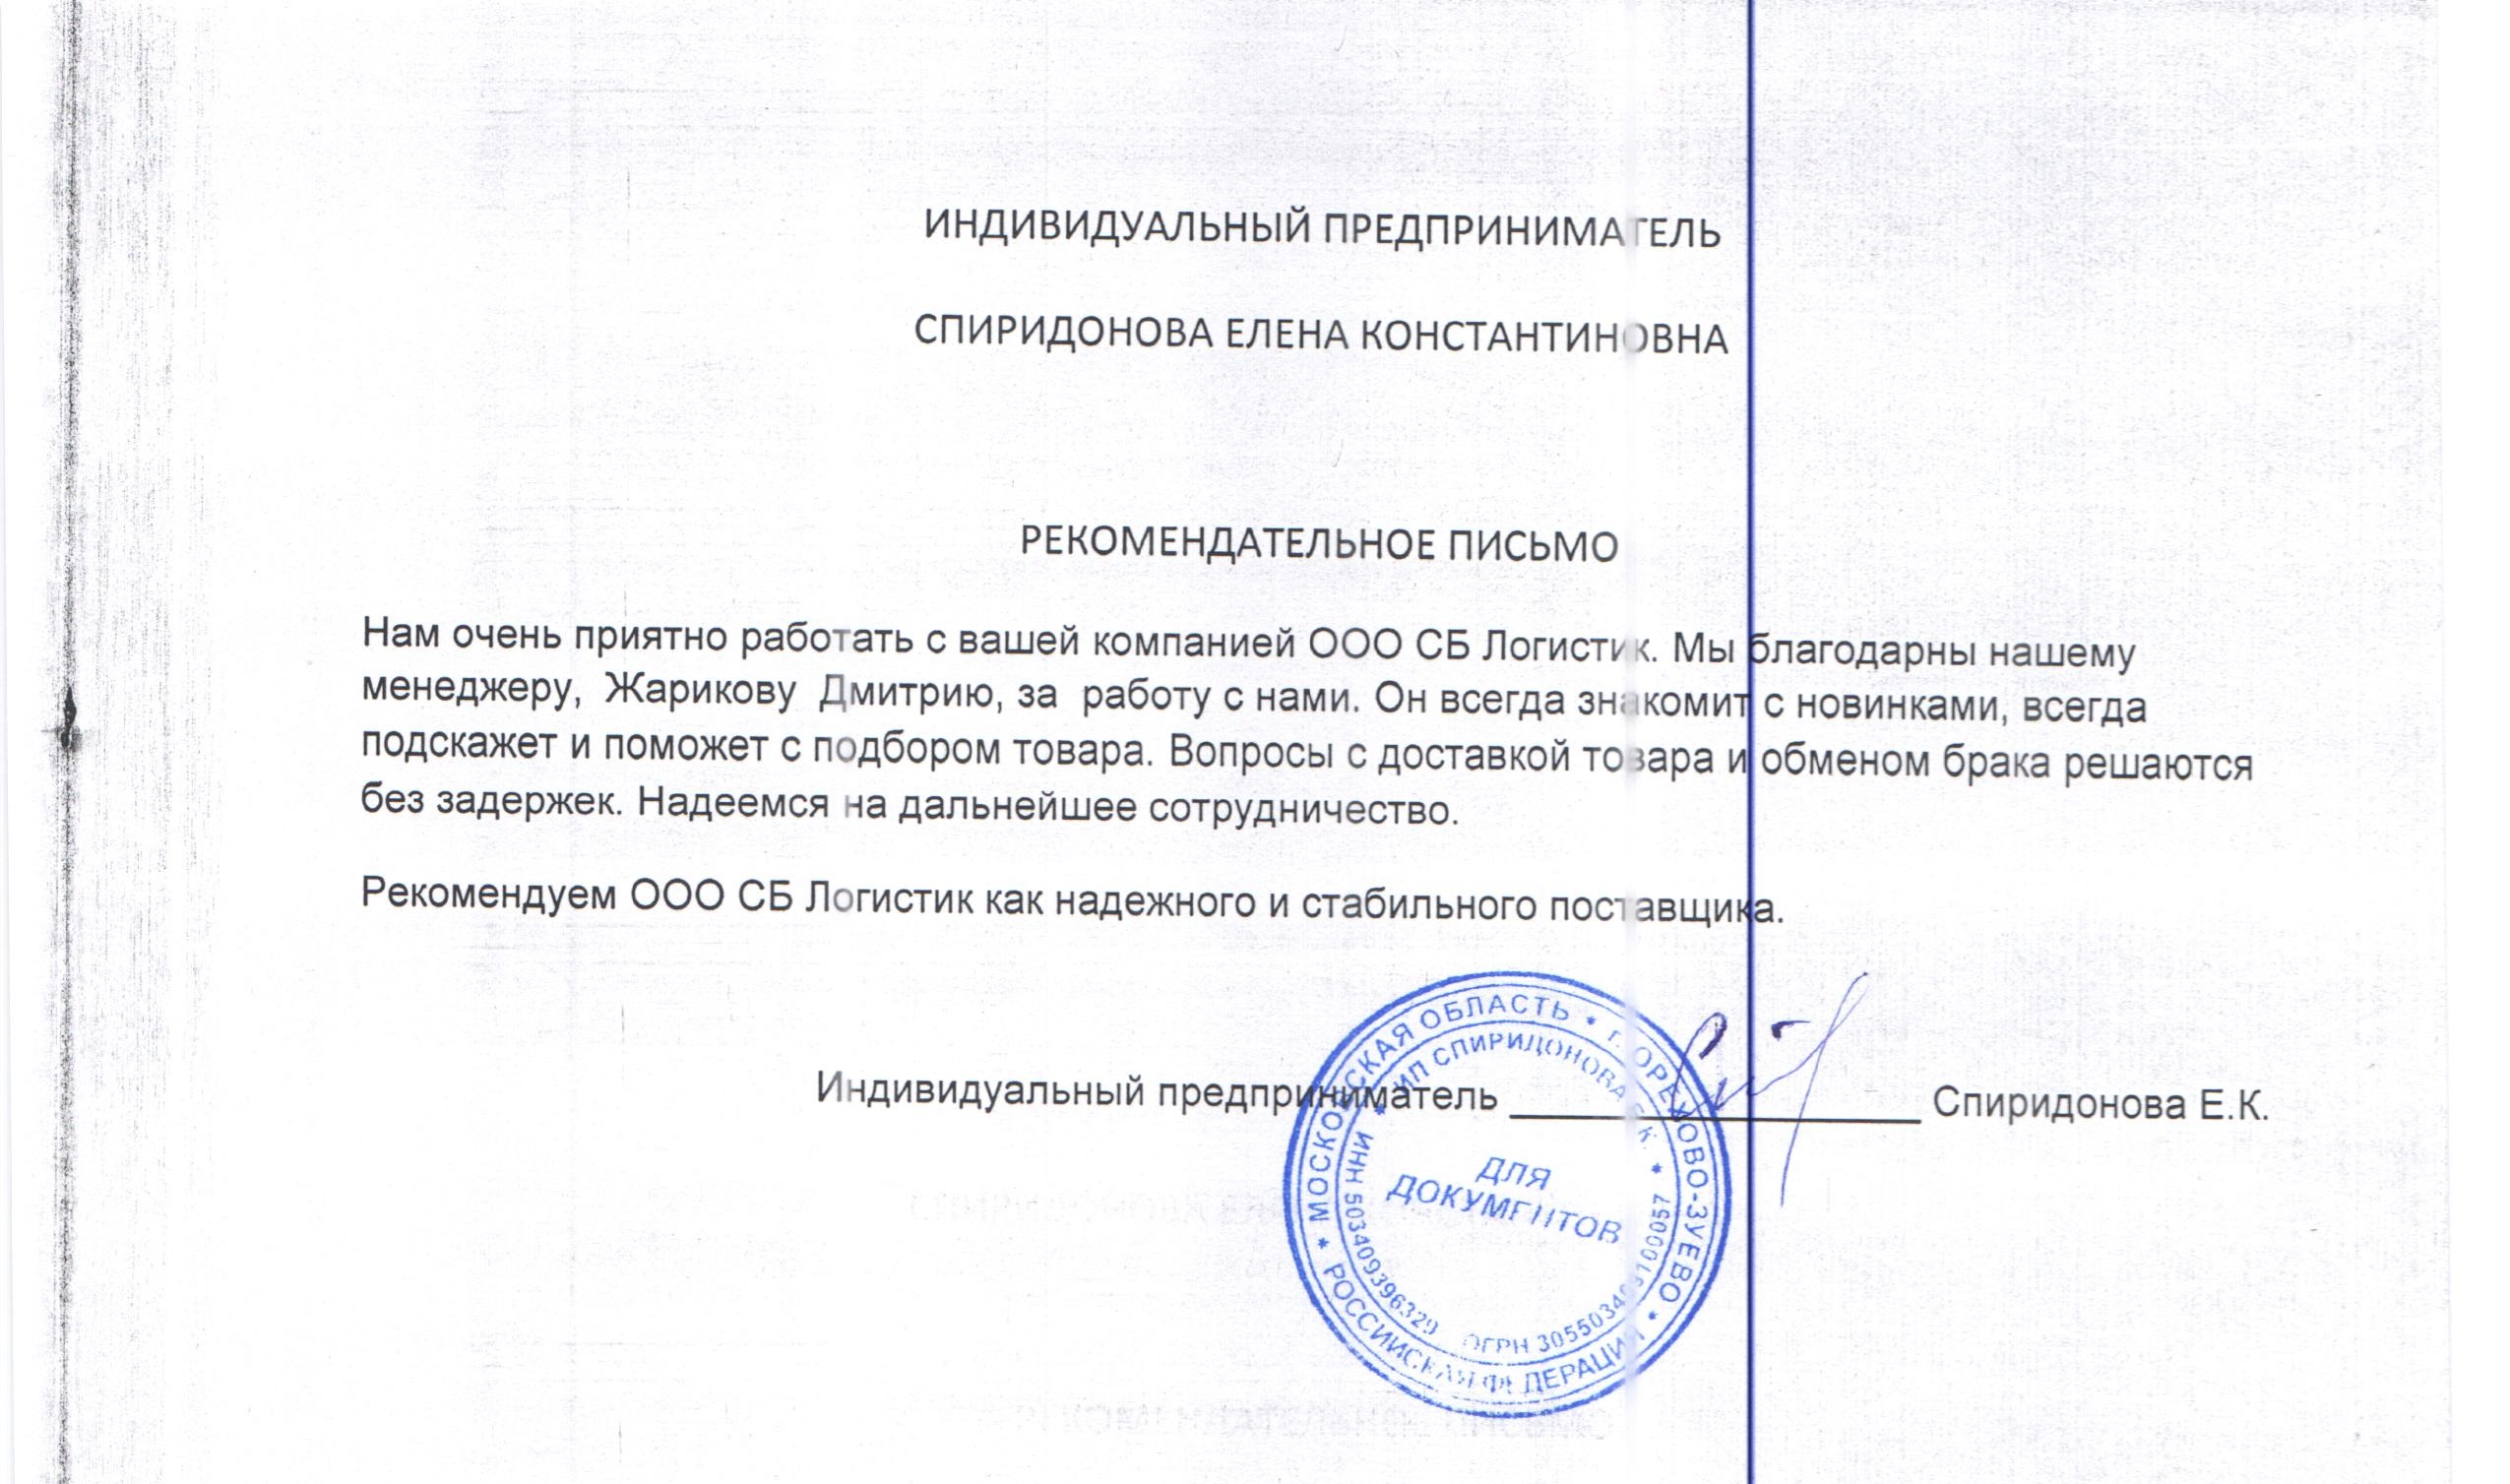 ИНДИВИДУАЛЬНЫЙ ПРЕДПРИНИМАТЕЛЬ
СПИРИДОНОВА ЕЛЕНА КОНСТАНТИНОВНА
РЕКОМЕНДАТЕЛЬНОЕ ПИСЬМО
Нам очень приятно работать с вашей компанией ООО СБ Логистик. Мы благодарны нашему
менеджеру, Жарикову Дмитрию, за работу с нами. Он всегда знакомит с новинками, всегда
подскажет и поможет с подбором товара. Вопросы с доставкой товара и обменом брака решаются
без задержек. Надеемся на дальнейшее сотрудничество.
Рекомендуем ООО СБ Логистик как надежного и стабильного поставщика.
Индивидуальный предприниматель Спиридонова Е.К.
* МОСКОВСКАЯ ОБЛАСТЬ * г. ОРЕХОВО-ЗУЕВО *
РОССИЙСКАЯ ФЕДЕРАЦИЯ
* ИП СПИРИДОНОВА Е.К. *
ИНН 503409396329 ОГРН
ДЛЯ
ДОКУМЕНТОВ